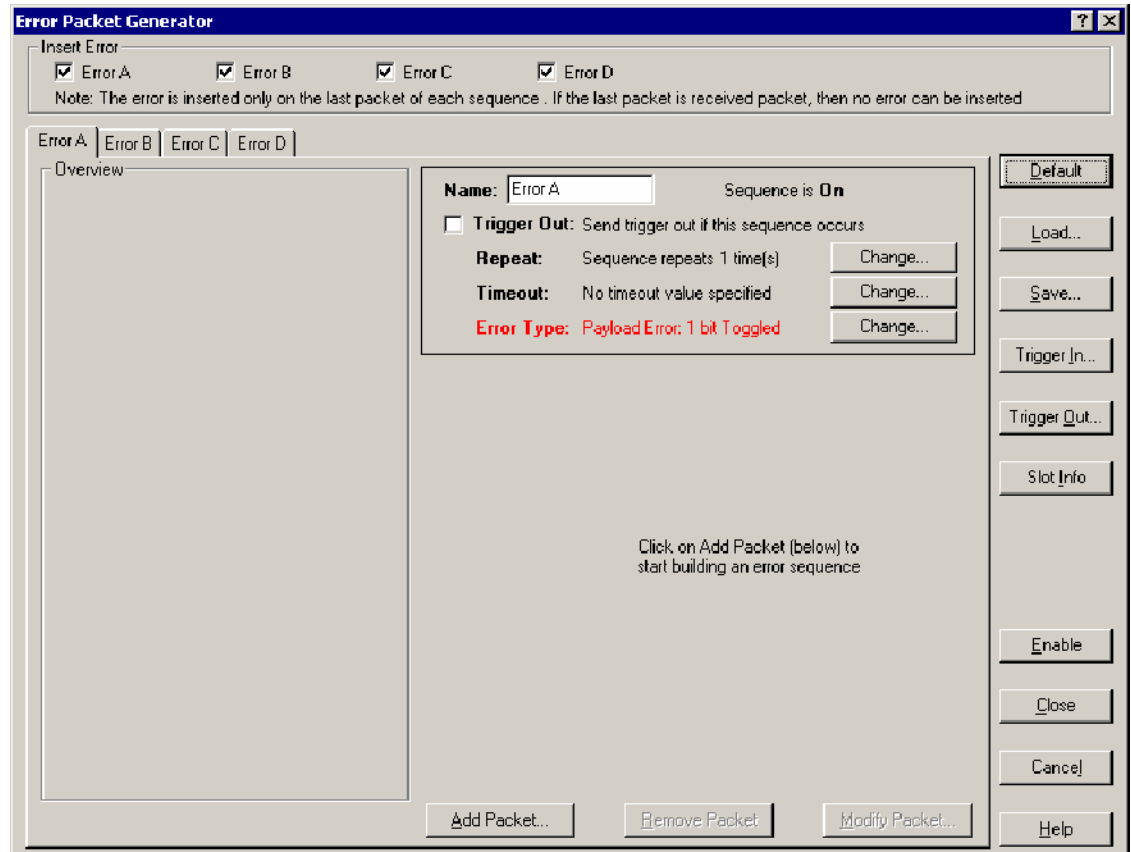 Error Packet Generator
Insert Error
Error A
Error B
Error C
Error D
Note: The error is inserted only on the last packet of each sequence . If the last packet is received packet, then no error can be inserted
Error A
Error B
Error C
Error D
Overview
Name: Error A
Sequence is On
Trigger Out: Send trigger out if this sequence occurs
Repeat: Sequence repeats 1 time(s) Change...
Timeout: No timeout value specified Change...
Error Type: Payload Error: 1 bit Toggled Change...
Click on Add Packet (below) to
start building an error sequence
Add Packet...
Remove Packet
Modify Packet...
Default
Load...
Save...
Trigger In...
Trigger Out...
Slot Info
Enable
Close
Cancel
Help